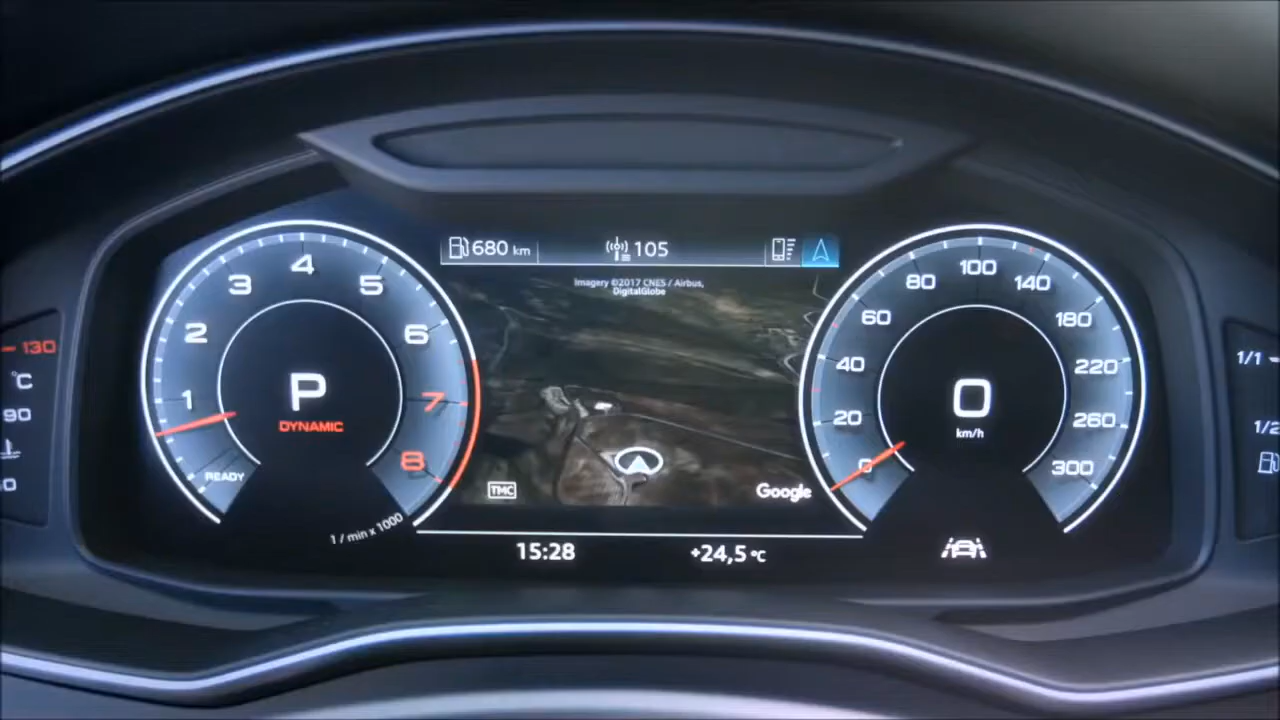 680 km
105
Imagery ©2017 CNES / Airbus,
DigitalGlobe
1
2
3
4
5
6
7
8
READY
P
DYNAMIC
1 / min x 1000
TMC
Google
15:28
+24,5 °C
0
20
40
60
80
100
140
180
220
260
300
0
km/h
130
°C
90
1/1
1/2